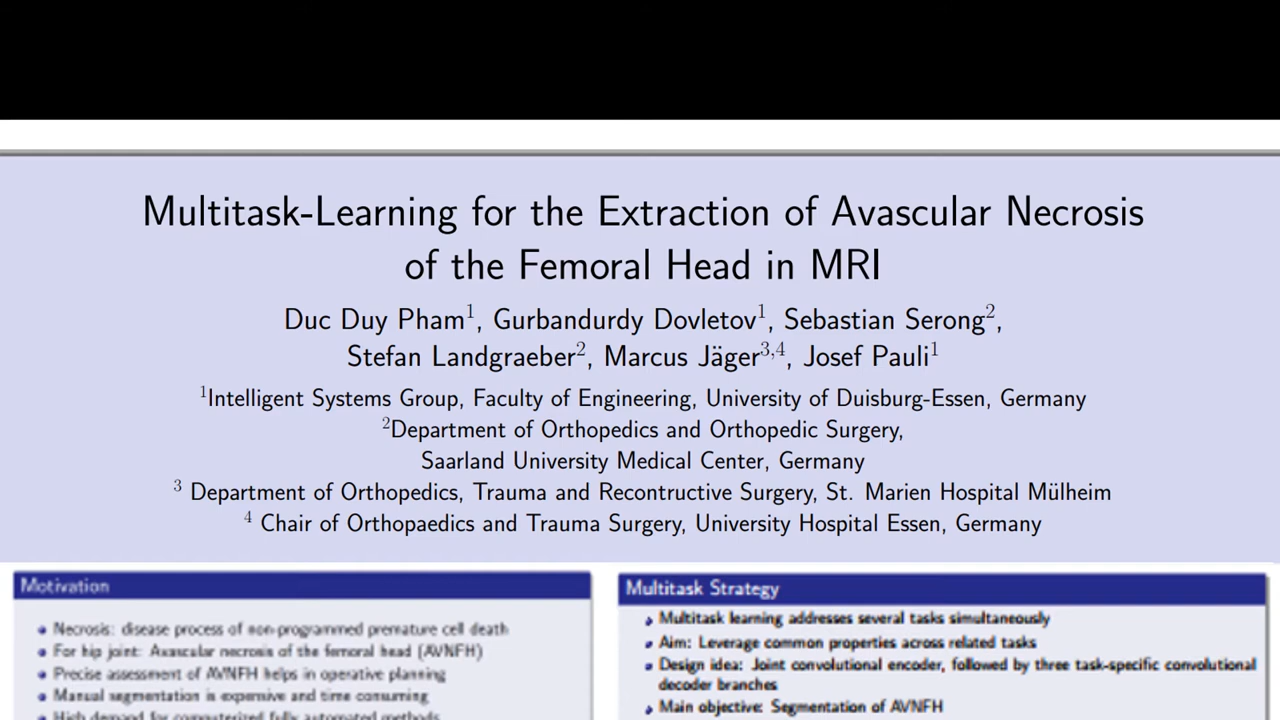 Multitask-Learning for the Extraction of Avascular Necrosis
of the Femoral Head in MRI
Duc Duy Pham1, Gurbandurdy Dovletov1, Sebastian Serong2,
Stefan Landgraeber2, Marcus Jäger3,4, Josef Pauli1
1Intelligent Systems Group, Faculty of Engineering, University of Duisburg-Essen, Germany
2Department of Orthopedics and Orthopedic Surgery,
Saarland University Medical Center, Germany
3 Department of Orthopedics, Trauma and Recontructive Surgery, St. Marien Hospital Mülheim
4 Chair of Orthopaedics and Trauma Surgery, University Hospital Essen, Germany
Motivation
Necrosis: disease process of non-programmed premature cell death
For hip joint: Avascular necrosis of the femoral head (AVNFH)
Precise assessment of AVNFH helps in operative planning
Manual segmentation is expensive and time consuming
High demand for computerized fully automated methods
Multitask Strategy
Multitask learning addresses several tasks simultaneously
Aim: Leverage common properties across related tasks
Design idea: Joint convolutional encoder, followed by three task-specific convolutional
decoder branches
Main objective: Segmentation of AVNFH